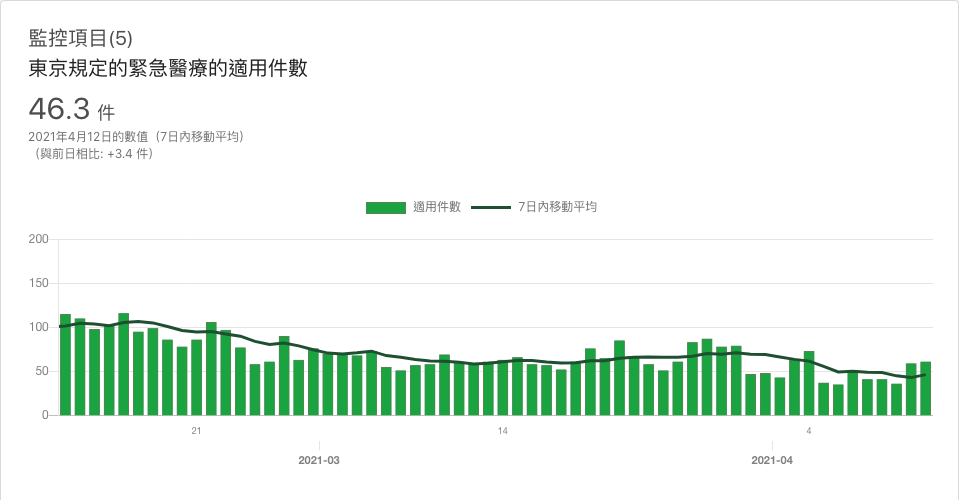 監控項目(5)
東京規定的緊急醫療的適用件數
46.3 件
2021年4月12日的數值（7日內移動平均）
（與前日相比: +3.4 件）
適用件數 7日內移動平均
200
150
100
50
0
21 14 4
2021-03 2021-04